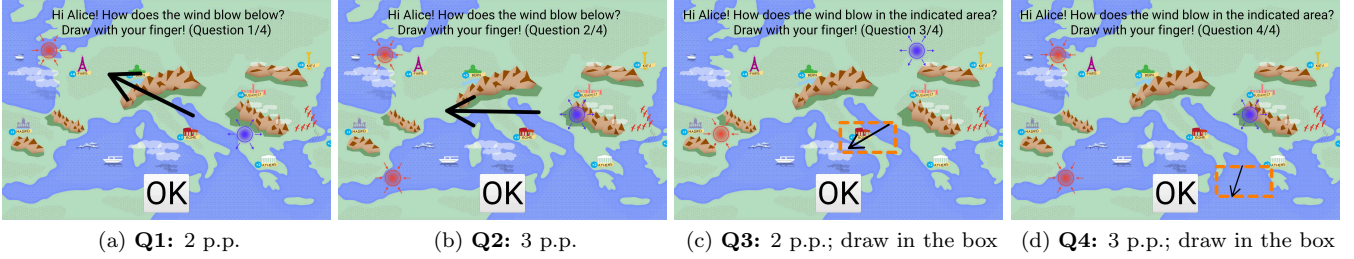 Hi Alice! How does the wind blow below?
Draw with your finger! (Question 1/4)
OK
(a) Q1: 2 p.p.
Hi Alice! How does the wind blow below?
Draw with your finger! (Question 2/4)
OK
(b) Q2: 3 p.p.
Hi Alice! How does the wind blow in the indicated area?
Draw with your finger! (Question 3/4)
OK
(c) Q3: 2 p.p.; draw in the box
Hi Alice! How does the wind blow in the indicated area?
Draw with your finger! (Question 4/4)
OK
(d) Q4: 3 p.p.; draw in the box